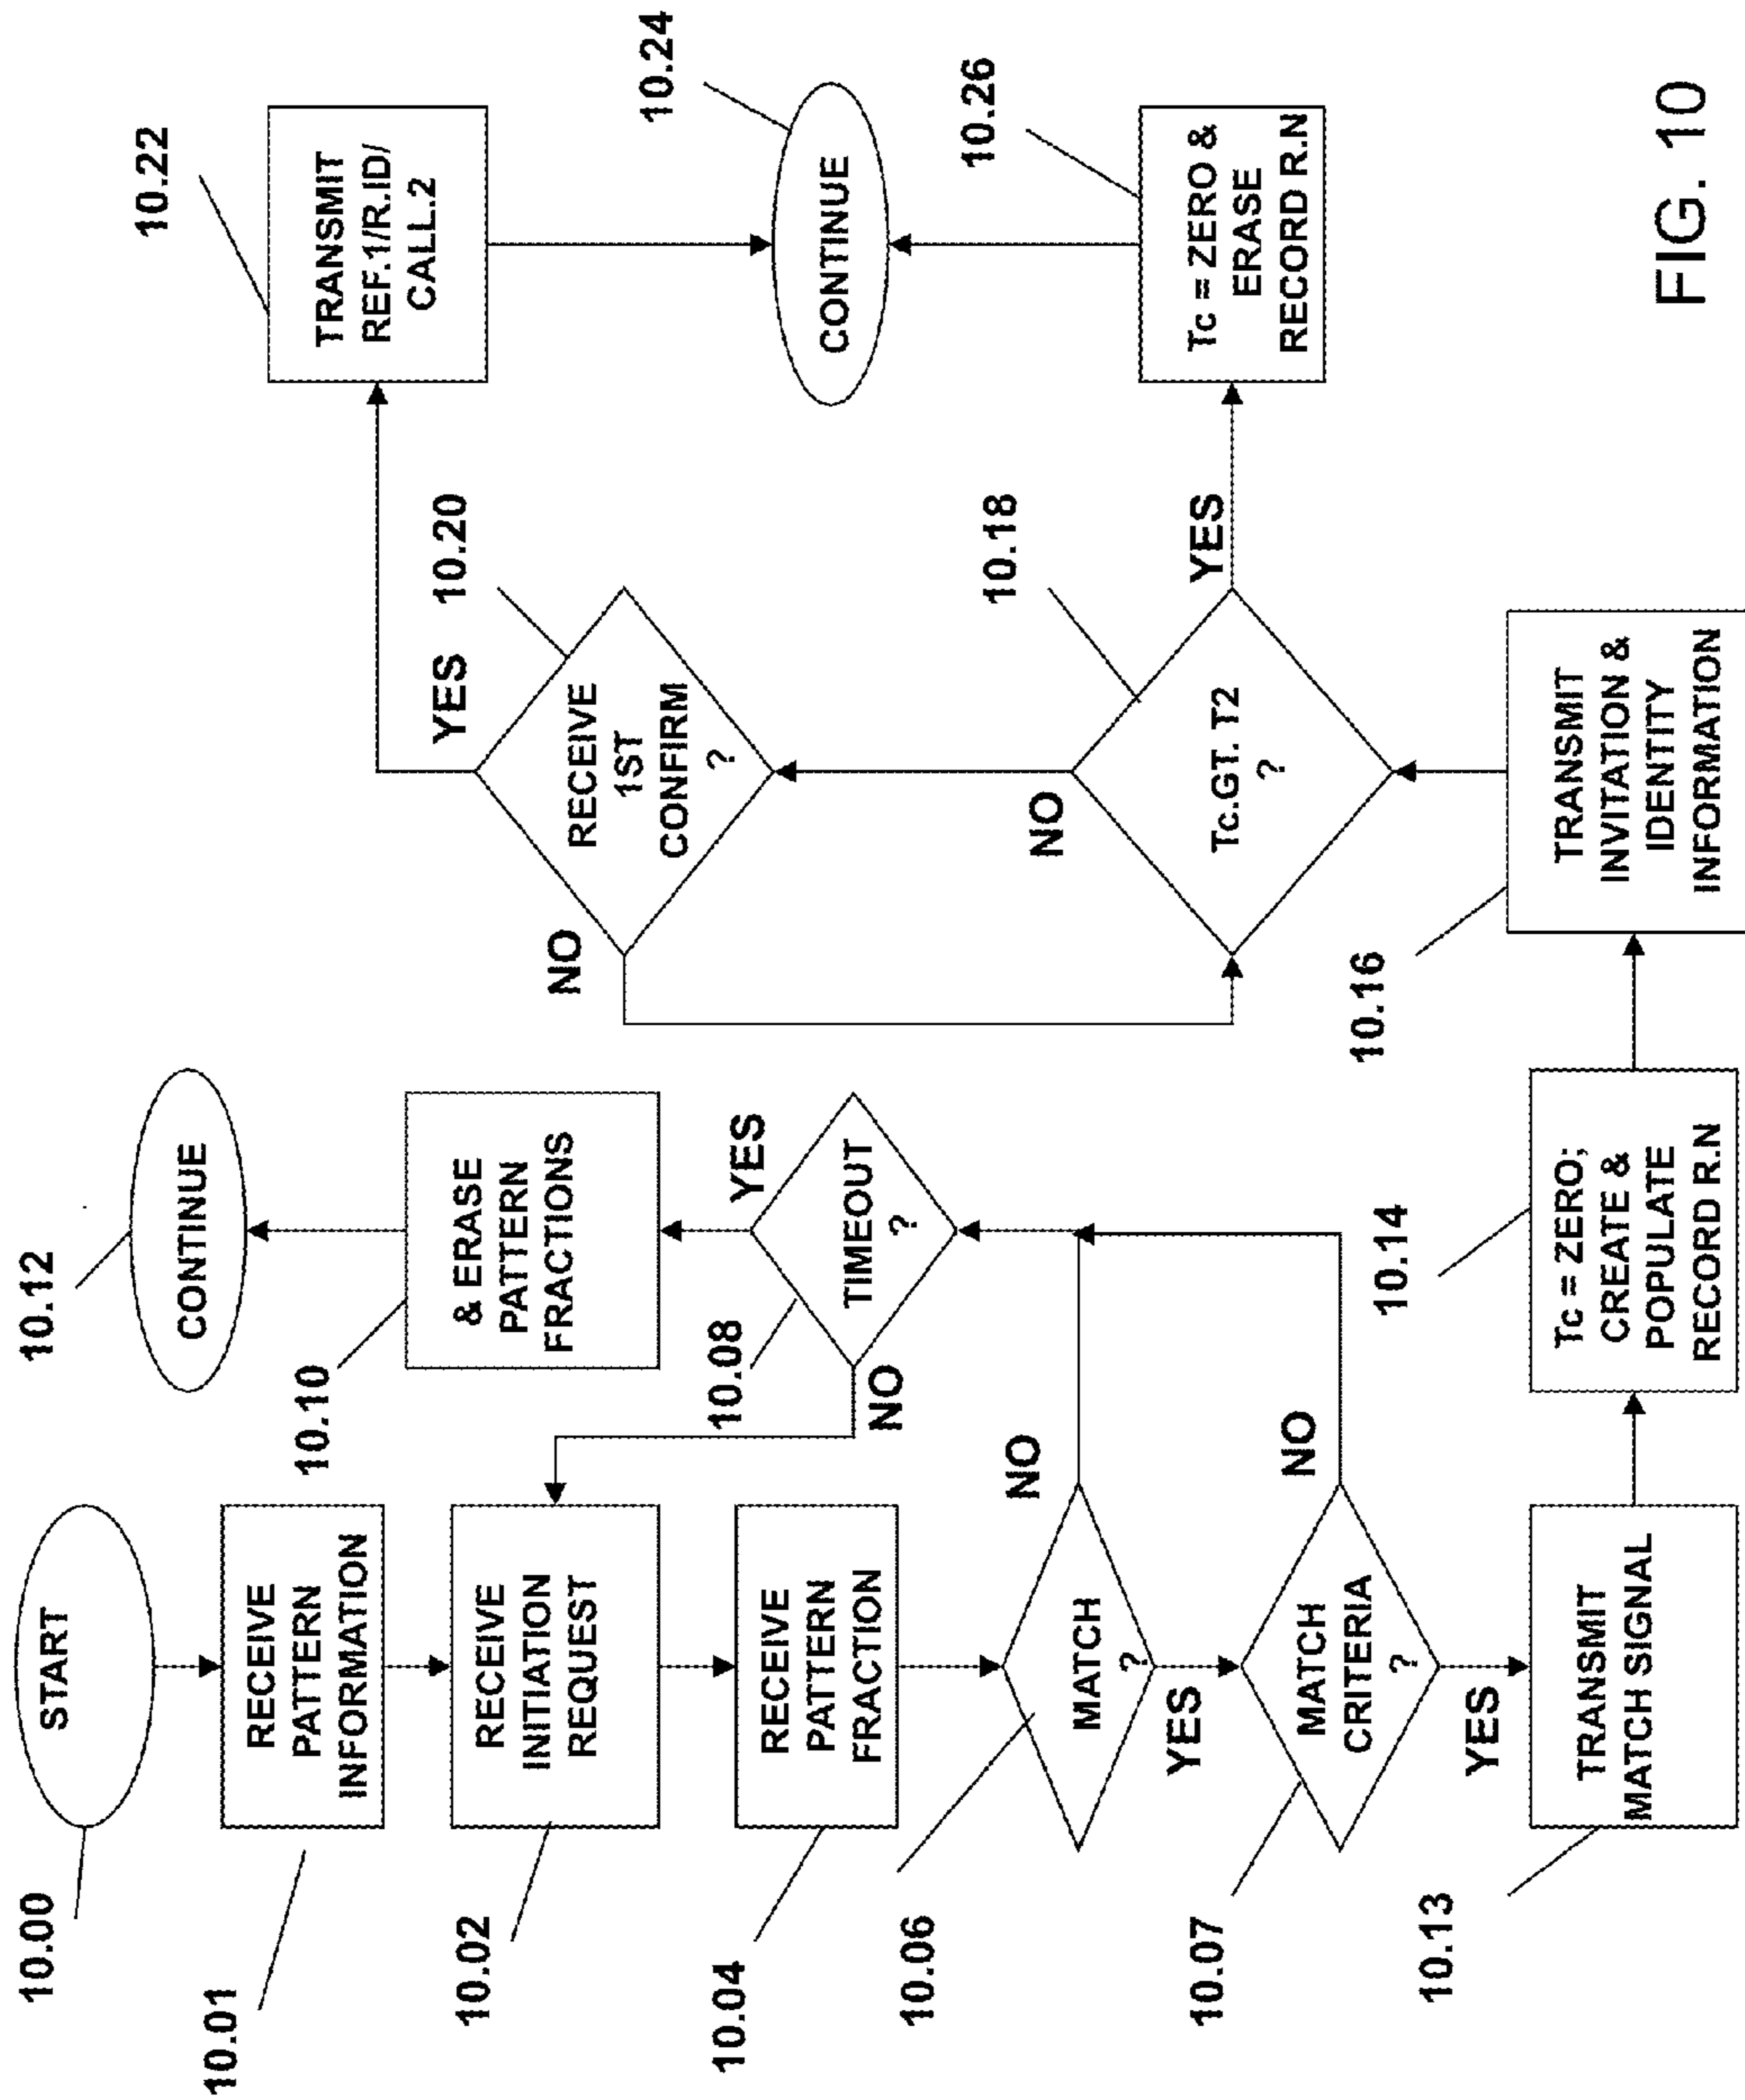 10.00
START
10.01
RECEIVE
PATTERN
INFORMATION
10.02
RECEIVE
INITIATION
REQUEST
10.04
RECEIVE
PATTERN
FRACTION
10.06
MATCH
?
NO
YES
10.07
MATCH
CRITERIA
?
NO
YES
10.13
TRANSMIT
MATCH SIGNAL
10.12
CONTINUE
10.10
& ERASE
PATTERN
FRACTIONS
10.08
TIMEOUT
?
YES
NO
10.14
Tc = ZERO;
CREATE &
POPULATE
RECORD R.N
10.16
TRANSMIT
INVITATION &
IDENTITY
INFORMATION
10.18
Tc.GT. T2
?
NO
YES
10.20
RECEIVE
1ST
CONFIRM
?
NO
YES
10.22
TRANSMIT
REF.1/R.ID/
CALL.2
10.24
CONTINUE
10.26
Tc = ZERO &
ERASE
RECORD R.N
FIG. 10